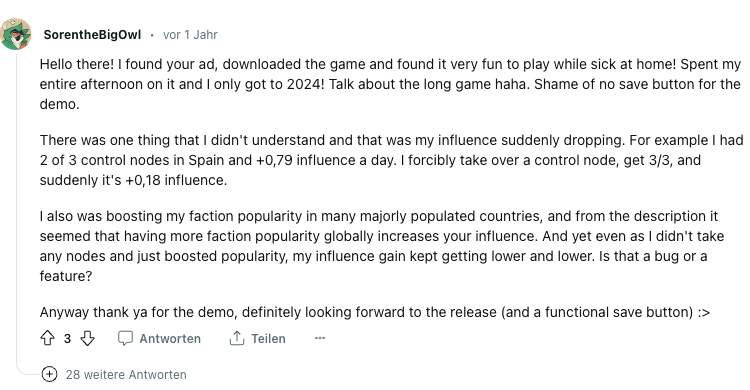 SorentheBigOwl · vor 1 Jahr
Hello there! I found your ad, downloaded the game and found it very fun to play while sick at home! Spent my
entire afternoon on it and I only got to 2024! Talk about the long game haha. Shame of no save button for the
demo.
There was one thing that I didn't understand and that was my influence suddenly dropping. For example I had
2 of 3 control nodes in Spain and +0,79 influence a day. I forcibly take over a control node, get 3/3, and
suddenly it's +0,18 influence.
I also was boosting my faction popularity in many majorly populated countries, and from the description it
seemed that having more faction popularity globally increases your influence. And yet even as I didn't take
any nodes and just boosted popularity, my influence gain kept getting lower and lower. Is that a bug or a
feature?
Anyway thank ya for the demo, definitely looking forward to the release (and a functional save button) :>
3 Antworten Teilen ···
28 weitere Antworten